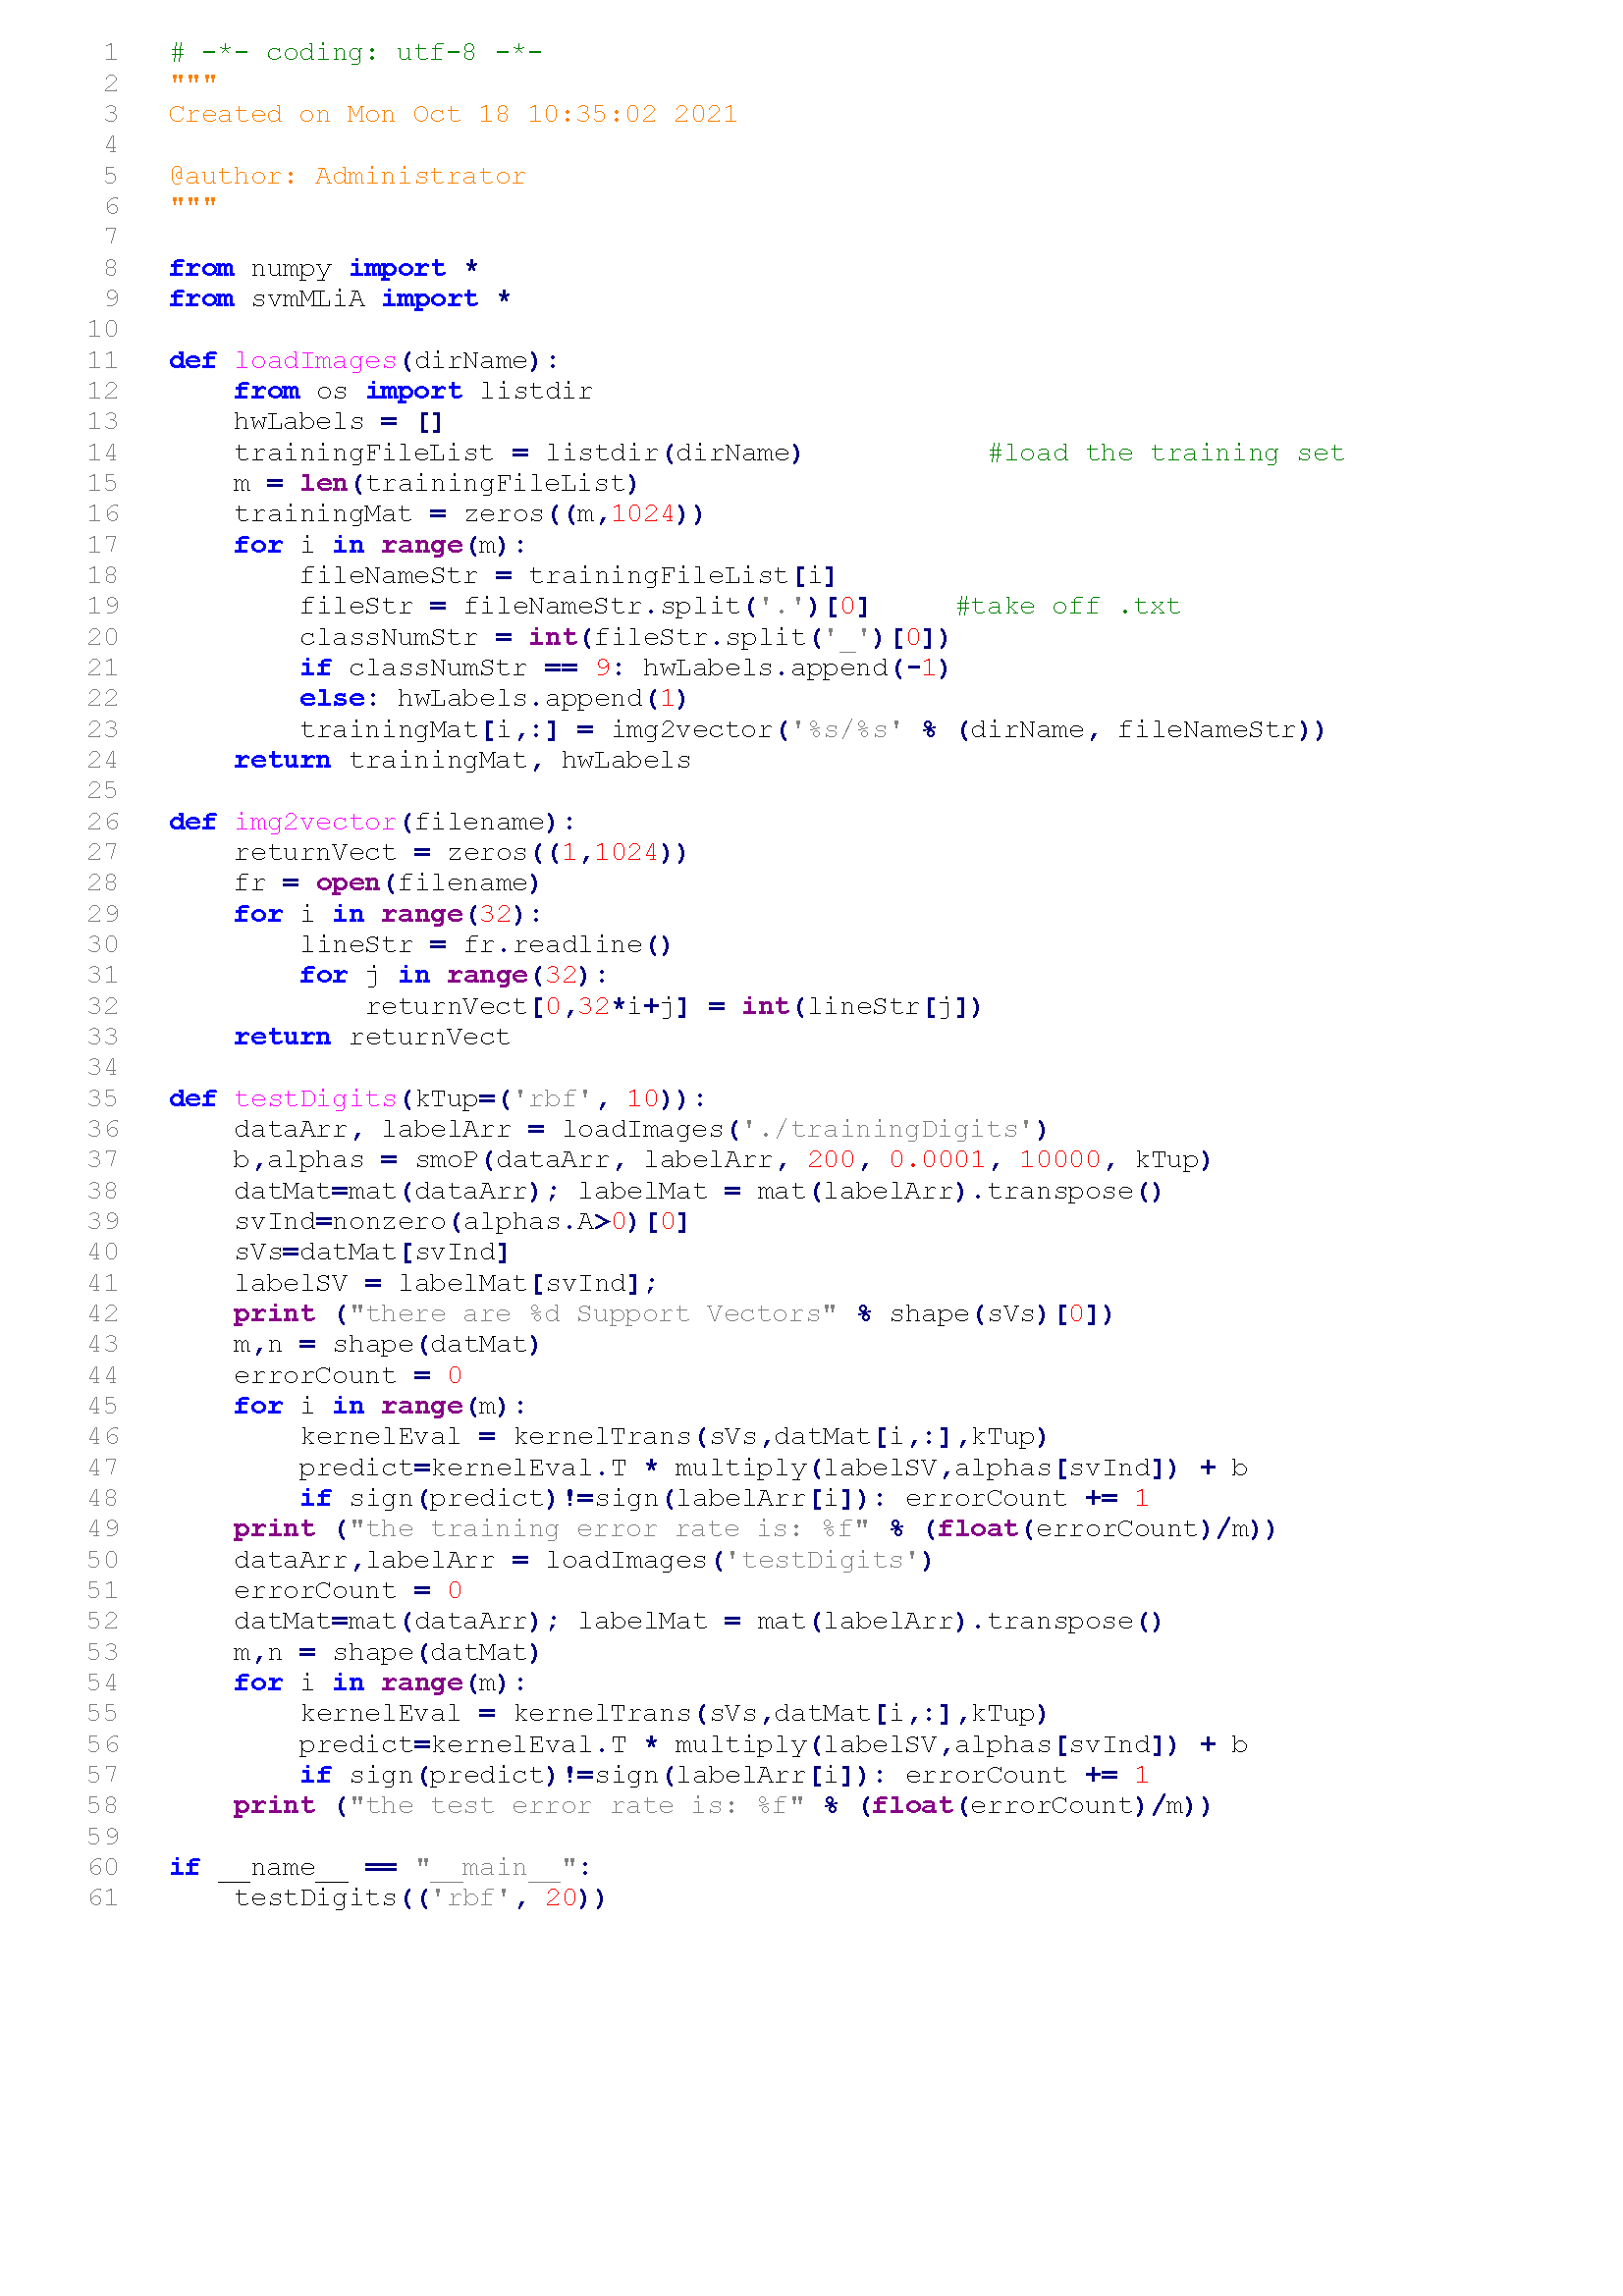 1 # -*- coding: utf-8 -*-
2 """
3 Created on Mon Oct 18 10:35:02 2021
4
5 @author: Administrator
6 """
7
8 from numpy import *
9 from svmMLiA import *
10
11 def loadImages(dirName):
12     from os import listdir
13     hwLabels = []
14     trainingFileList = listdir(dirName)           #load the training set
15     m = len(trainingFileList)
16     trainingMat = zeros((m,1024))
17     for i in range(m):
18         fileNameStr = trainingFileList[i]
19         fileStr = fileNameStr.split('.')[0]     #take off .txt
20         classNumStr = int(fileStr.split('_')[0])
21         if classNumStr == 9: hwLabels.append(-1)
22         else: hwLabels.append(1)
23         trainingMat[i,:] = img2vector('%s/%s' % (dirName, fileNameStr))
24     return trainingMat, hwLabels
25
26 def img2vector(filename):
27     returnVect = zeros((1,1024))
28     fr = open(filename)
29     for i in range(32):
30         lineStr = fr.readline()
31         for j in range(32):
32             returnVect[0,32*i+j] = int(lineStr[j])
33     return returnVect
34
35 def testDigits(kTup=('rbf', 10)):
36     dataArr, labelArr = loadImages('./trainingDigits')
37     b,alphas = smoP(dataArr, labelArr, 200, 0.0001, 10000, kTup)
38     datMat=mat(dataArr); labelMat = mat(labelArr).transpose()
39     svInd=nonzero(alphas.A>0)[0]
40     sVs=datMat[svInd]
41     labelSV = labelMat[svInd];
42     print ("there are %d Support Vectors" % shape(sVs)[0])
43     m,n = shape(datMat)
44     errorCount = 0
45     for i in range(m):
46         kernelEval = kernelTrans(sVs,datMat[i,:],kTup)
47         predict=kernelEval.T * multiply(labelSV,alphas[svInd]) + b
48         if sign(predict)!=sign(labelArr[i]): errorCount += 1
49     print ("the training error rate is: %f" % (float(errorCount)/m))
50     dataArr,labelArr = loadImages('testDigits')
51     errorCount = 0
52     datMat=mat(dataArr); labelMat = mat(labelArr).transpose()
53     m,n = shape(datMat)
54     for i in range(m):
55         kernelEval = kernelTrans(sVs,datMat[i,:],kTup)
56         predict=kernelEval.T * multiply(labelSV,alphas[svInd]) + b
57         if sign(predict)!=sign(labelArr[i]): errorCount += 1
58     print ("the test error rate is: %f" % (float(errorCount)/m))
59
60 if __name__ == "__main__":
61     testDigits(('rbf', 20))